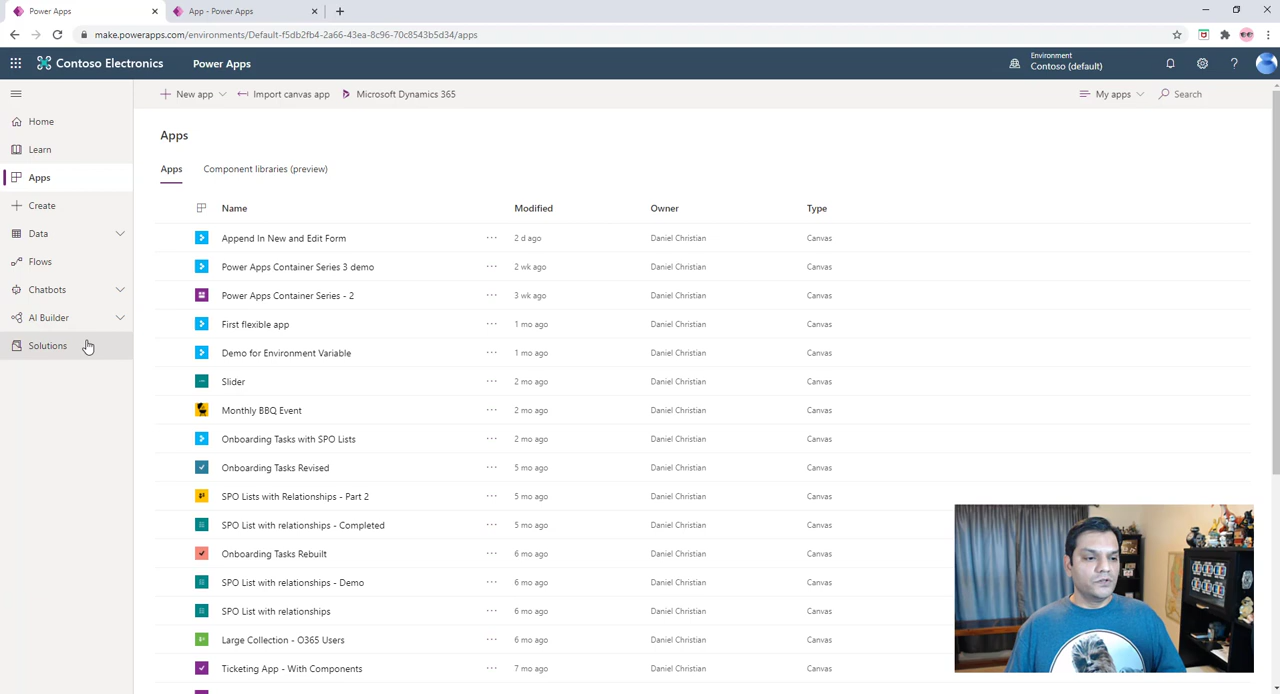 Power Apps
App - Power Apps
make.powerapps.com/environments/Default-f5db2fb4-2a66-43ea-8c96-70c8543b5d34/apps
Contoso Electronics
Power Apps
Environment
Contoso (default)
New app
Import canvas app
Microsoft Dynamics 365
My apps
Search
Home
Learn
Apps
Create
Data
Flows
Chatbots
AI Builder
Solutions
Apps
Apps
Component libraries (preview)
Name Modified Owner Type
Append In New and Edit Form ... 2 d ago Daniel Christian Canvas
Power Apps Container Series 3 demo ... 2 wk ago Daniel Christian Canvas
Power Apps Container Series - 2 ... 3 wk ago Daniel Christian Canvas
First flexible app ... 1 mo ago Daniel Christian Canvas
Demo for Environment Variable ... 1 mo ago Daniel Christian Canvas
Slider ... 2 mo ago Daniel Christian Canvas
Monthly BBQ Event ... 2 mo ago Daniel Christian Canvas
Onboarding Tasks with SPO Lists ... 2 mo ago Daniel Christian Canvas
Onboarding Tasks Revised ... 5 mo ago Daniel Christian Canvas
SPO Lists with Relationships - Part 2 ... 5 mo ago Daniel Christian Canvas
SPO List with relationships - Completed ... 5 mo ago Daniel Christian Canvas
Onboarding Tasks Rebuilt ... 6 mo ago Daniel Christian Canvas
SPO List with relationships - Demo ... 6 mo ago Daniel Christian Canvas
SPO List with relationships ... 6 mo ago Daniel Christian Canvas
Large Collection - O365 Users ... 6 mo ago Daniel Christian Canvas
Ticketing App - With Components ... 7 mo ago Daniel Christian Canvas